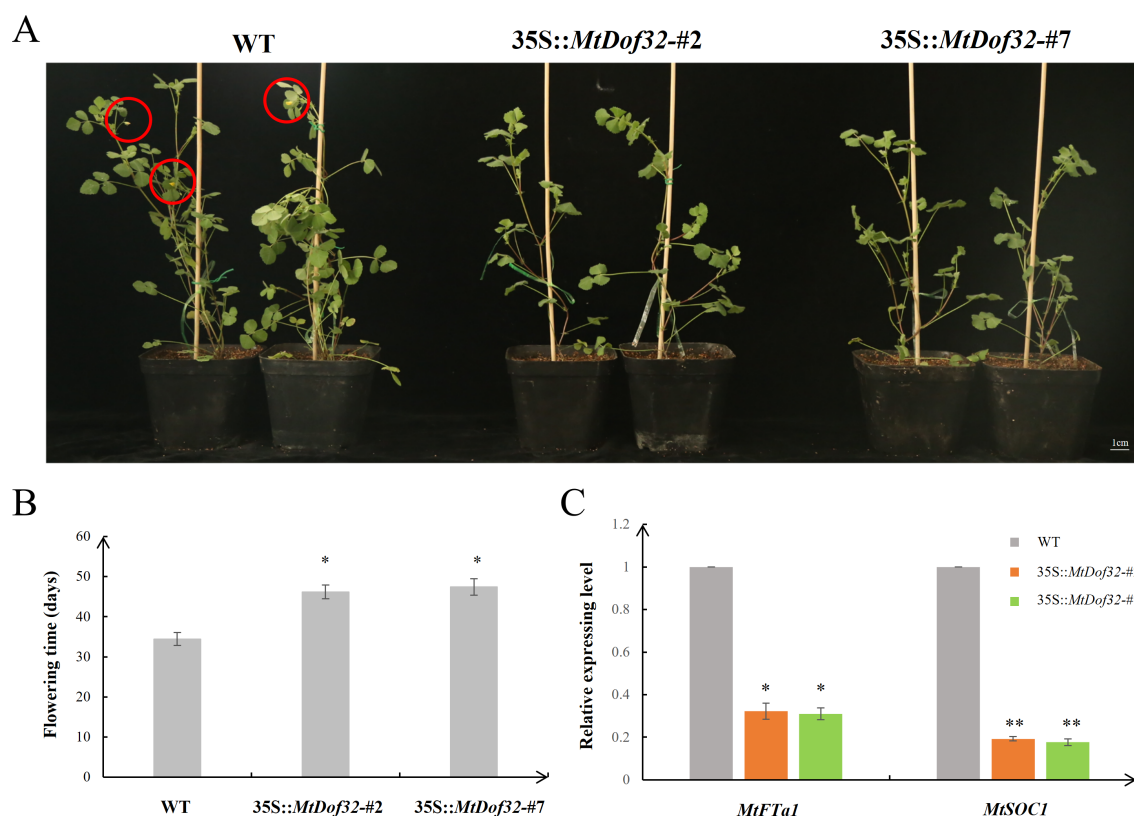 A
WT
35S::MtDof32-#2
35S::MtDof32-#7
1cm
B
Flowering time (days)
60
50
40
30
20
10
0
*
*
WT
35S::MtDof32-#2
35S::MtDof32-#7
C
Relative expressing level
1.2
1
0.8
0.6
0.4
0.2
0
WT
35S::MtDof32-#
35S::MtDof32-#
*
*
**
**
MtFTa1
MtSOC1